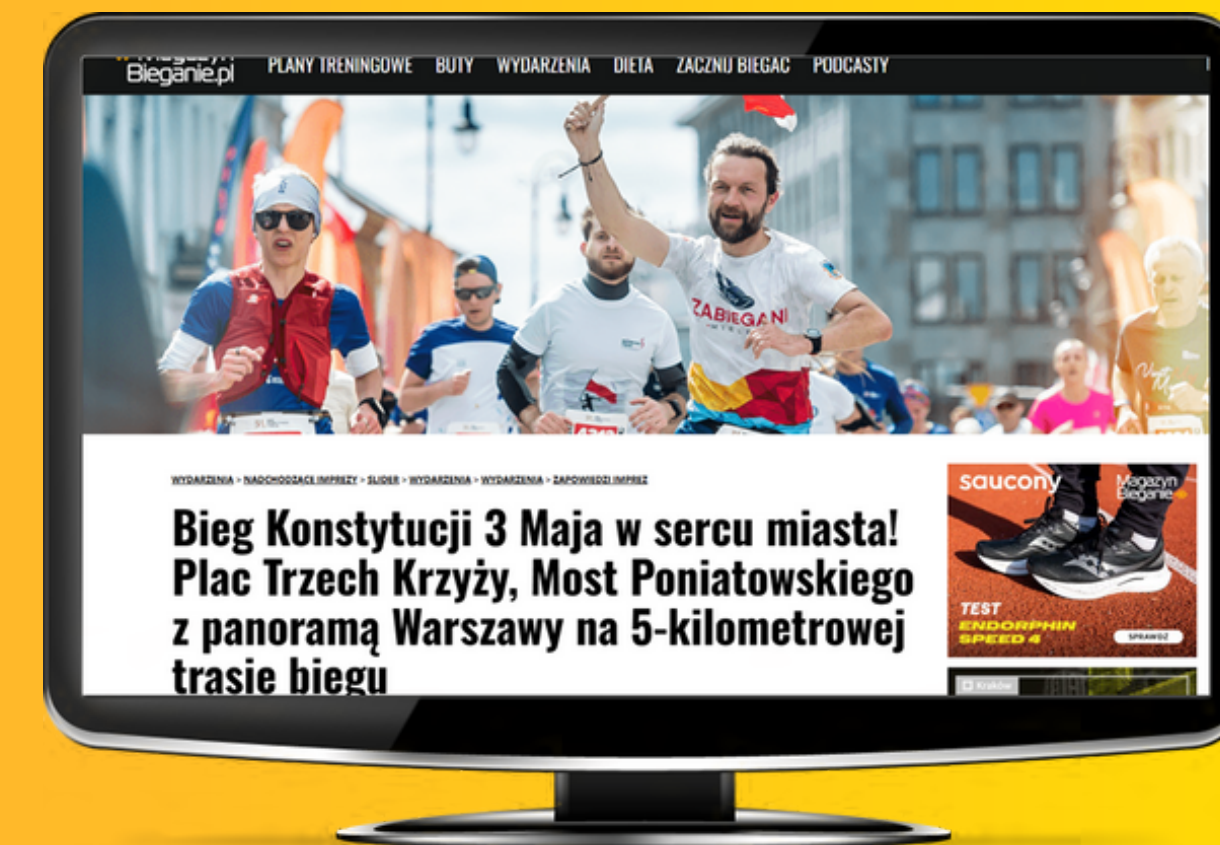 Magazyn
Bieganie.pl
PLANY TRENINGOWE BUTY WYDARZENIA DIETA ZACZNIJ BIEGAĆ PODCASTY
ZABIEGANI
WYDARZENIA > NADCHODZĄCE IMPREZY > SLIDER > WYDARZENIA > WYDARZENIA > ZAPOWIEDZI IMPREZ
Bieg Konstytucji 3 Maja w sercu miasta!
Plac Trzech Krzyży, Most Poniatowskiego
z panoramą Warszawy na 5-kilometrowej
trasie biegu
saucony
Magazyn
Bieganie
TEST
ENDORPHIN
SPEED 4
SPRAWDŹ
Kraków